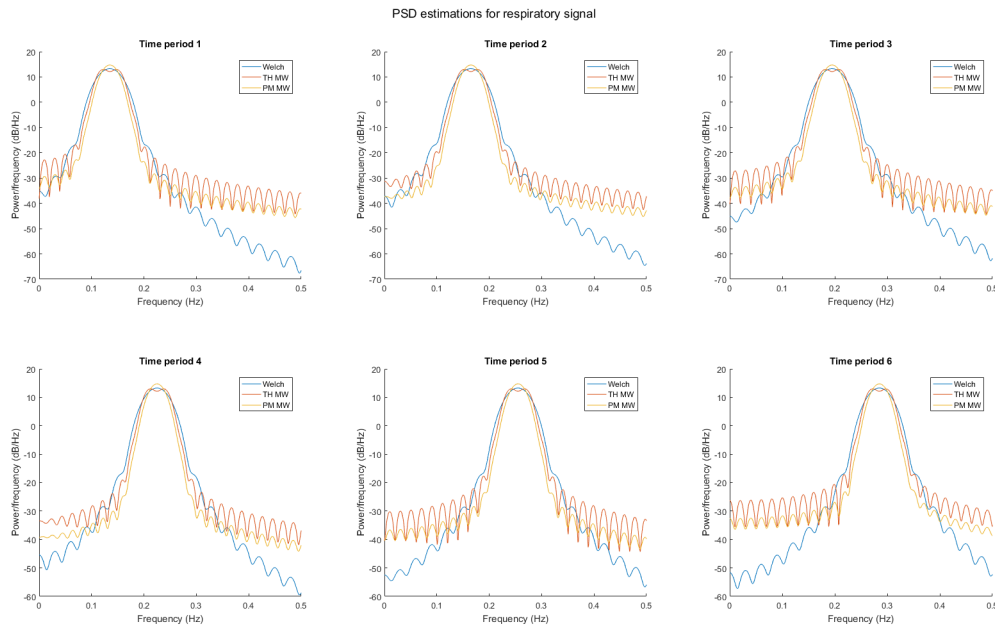 PSD estimations for respiratory signal
Time period 1
Power/frequency (dB/Hz)
20
10
0
-10
-20
-30
-40
-50
-60
-70
0
0.1
0.2
0.3
0.4
0.5
Frequency (Hz)
Welch
TH MW
PM MW
Time period 2
Power/frequency (dB/Hz)
20
10
0
-10
-20
-30
-40
-50
-60
-70
0
0.1
0.2
0.3
0.4
0.5
Frequency (Hz)
Welch
TH MW
PM MW
Time period 3
Power/frequency (dB/Hz)
20
10
0
-10
-20
-30
-40
-50
-60
-70
0
0.1
0.2
0.3
0.4
0.5
Frequency (Hz)
Welch
TH MW
PM MW
Time period 4
Power/frequency (dB/Hz)
20
10
0
-10
-20
-30
-40
-50
-60
0
0.1
0.2
0.3
0.4
0.5
Frequency (Hz)
Welch
TH MW
PM MW
Time period 5
Power/frequency (dB/Hz)
20
10
0
-10
-20
-30
-40
-50
-60
0
0.1
0.2
0.3
0.4
0.5
Frequency (Hz)
Welch
TH MW
PM MW
Time period 6
Power/frequency (dB/Hz)
20
10
0
-10
-20
-30
-40
-50
-60
0
0.1
0.2
0.3
0.4
0.5
Frequency (Hz)
Welch
TH MW
PM MW